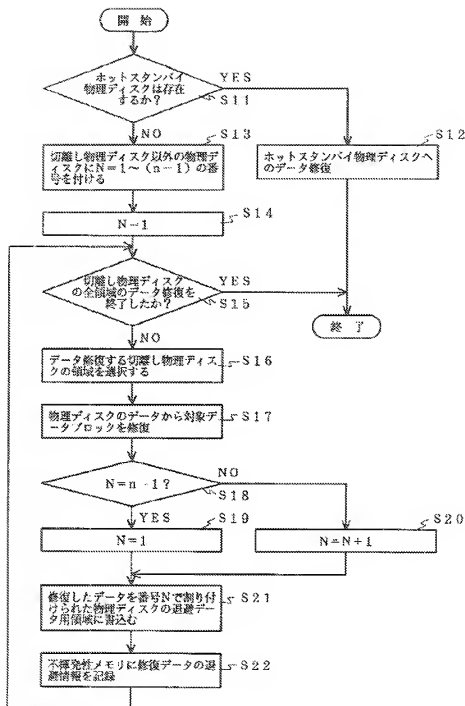 開 始
ホットスタンバイ
物理ディスクは存在
するか？
YES
S11
NO
S13
S12
切離し物理ディスク以外の物理デ
ィスクにN＝1～（n－1）の番
号を付ける
ホットスタンバイ物理ディスクへ
のデータ修復
N＝1
S14
切離し物理ディスク
の全領域のデータ修復を
終了したか？
YES
S15
終 了
NO
データ修復する切離し物理ディス
クの領域を選択する
S16
物理ディスクのデータから対象デ
ータブロックを修復
S17
N＝n－1？
NO
S18
YES
S19
S20
N＝1
N＝N＋1
修復したデータを番号Nで割り付
けられた物理ディスクの退避デー
タ用領域に書込む
S21
不揮発性メモリに修復データの退
避情報を記録
S22